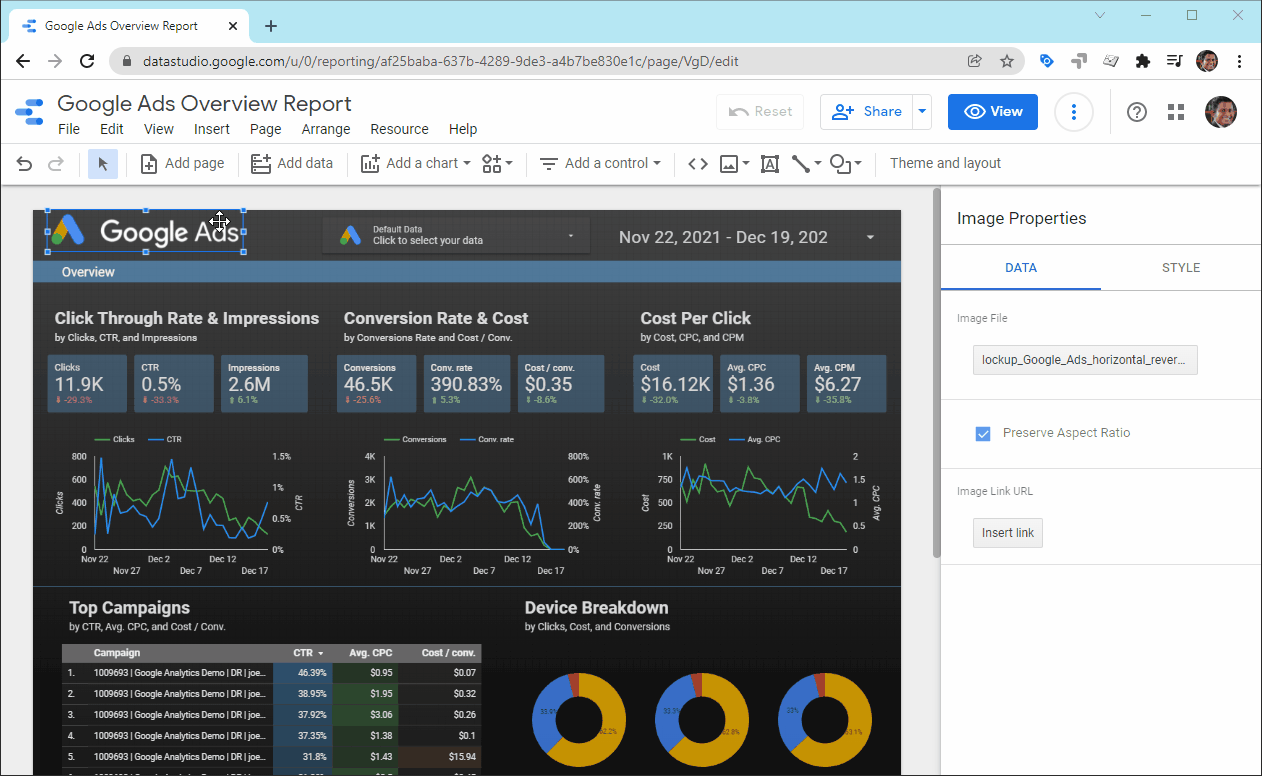 Google Ads Overview Report
datastudio.google.com/u/0/reporting/af25baba-637b-4289-9de3-a4b7be830e1c/page/VgD/edit
Google Ads Overview Report
Reset
Share
View
File Edit View Insert Page Arrange Resource Help
Add page Add data Add a chart Add a control Theme and layout
Google Ads
Default Data
Click to select your data
Nov 22, 2021 - Dec 19, 202
Overview
Click Through Rate & Impressions
by Clicks, CTR, and Impressions
Conversion Rate & Cost
by Conversions Rate and Cost / Conv.
Cost Per Click
by Cost, CPC, and CPM
Clicks
11.9K
-29.3%
CTR
0.5%
-33.3%
Impressions
2.6M
6.1%
Conversions
46.5K
-25.6%
Conv. rate
390.83%
5.3%
Cost / conv.
$0.35
-8.6%
Cost
$16.12K
-32.0%
Avg. CPC
$1.36
-3.8%
Avg. CPM
$6.27
-35.8%
Clicks CTR
800
600
400
200
0
Clicks
1.5%
1%
0.5%
0%
CTR
Nov 22 Dec 2 Dec 12
Nov 27 Dec 7 Dec 17
Conversions Conv. rate
4K
3K
2K
1K
0
Conversions
800%
600%
400%
200%
0%
Conv. rate
Nov 22 Dec 2 Dec 12
Nov 27 Dec 7 Dec 17
Cost Avg. CPC
1K
750
500
250
0
Cost
2
1.5
1
0.5
0
Avg. CPC
Nov 22 Dec 2 Dec 12
Nov 27 Dec 7 Dec 17
Top Campaigns
by CTR, Avg. CPC, and Cost / Conv.
Campaign CTR Avg. CPC Cost / conv.
1. 1009693 | Google Analytics Demo | DR | joe... 46.39% $0.95 $0.07
2. 1009693 | Google Analytics Demo | DR | joe... 38.95% $1.95 $0.32
3. 1009693 | Google Analytics Demo | DR | joe... 37.92% $3.06 $0.26
4. 1009693 | Google Analytics Demo | DR | joe... 37.35% $1.38 $0.1
5. 1009693 | Google Analytics Demo | DR | joe... 31.8% $1.43 $15.94
Device Breakdown
by Clicks, Cost, and Conversions
33%
Image Properties
DATA STYLE
Image File
lockup_Google_Ads_horizontal_rever...
Preserve Aspect Ratio
Image Link URL
Insert link